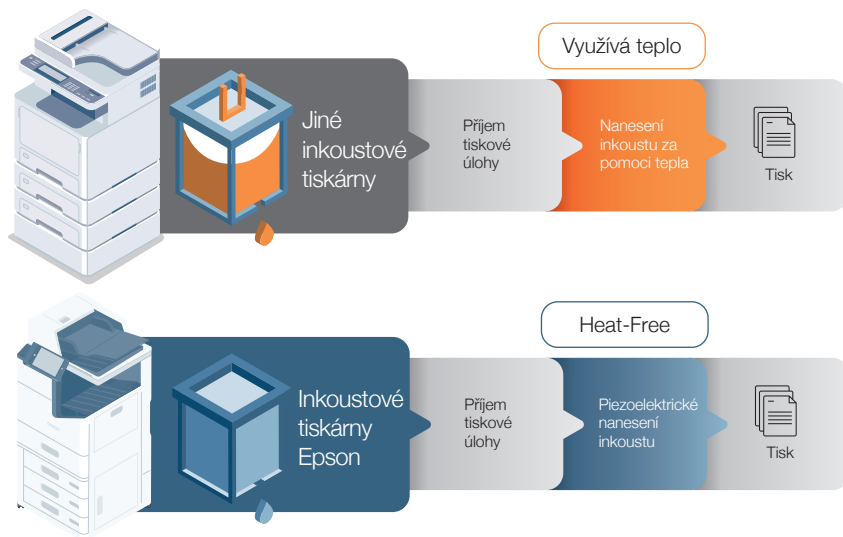 Využívá teplo
Jiné
inkoustové
tiskárny
Příjem
tiskové
úlohy
Nanesení
inkoustu za
pomoci tepla
Tisk
Heat-Free
Inkoustové
tiskárny
Epson
Příjem
tiskové
úlohy
Piezoelektrické
nanesení
inkoustu
Tisk